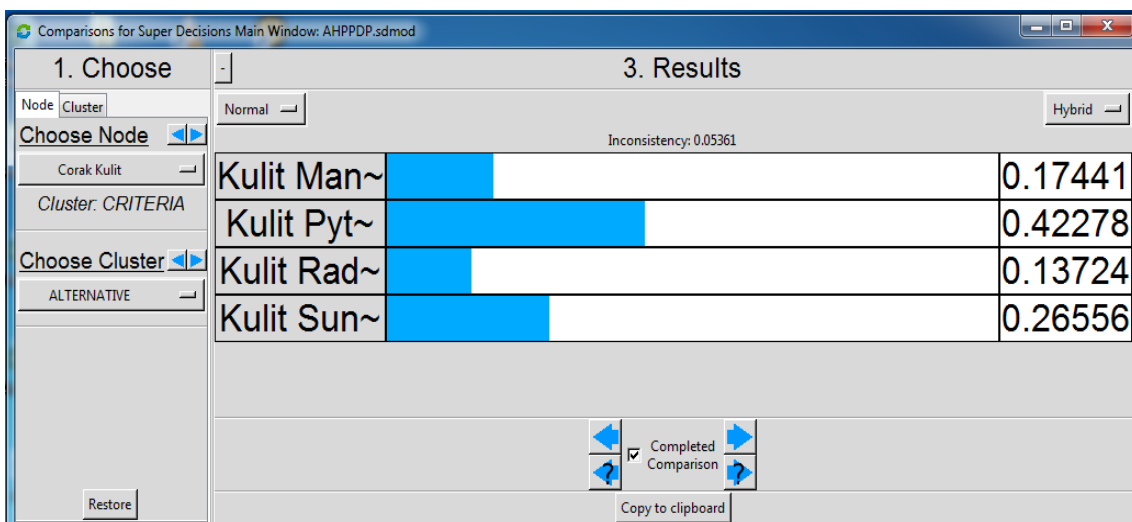 Comparisons for Super Decisions Main Window: AHPPDP.sdmod
1. Choose
Node Cluster
Choose Node
Corak Kulit
Cluster: CRITERIA
Choose Cluster
ALTERNATIVE
Restore
- 3. Results
Normal Hybrid
Inconsistency: 0.05361
Kulit Man~ 0.17441
Kulit Pyt~ 0.42278
Kulit Rad~ 0.13724
Kulit Sun~ 0.26556
Completed
Comparison
? ?
Copy to clipboard